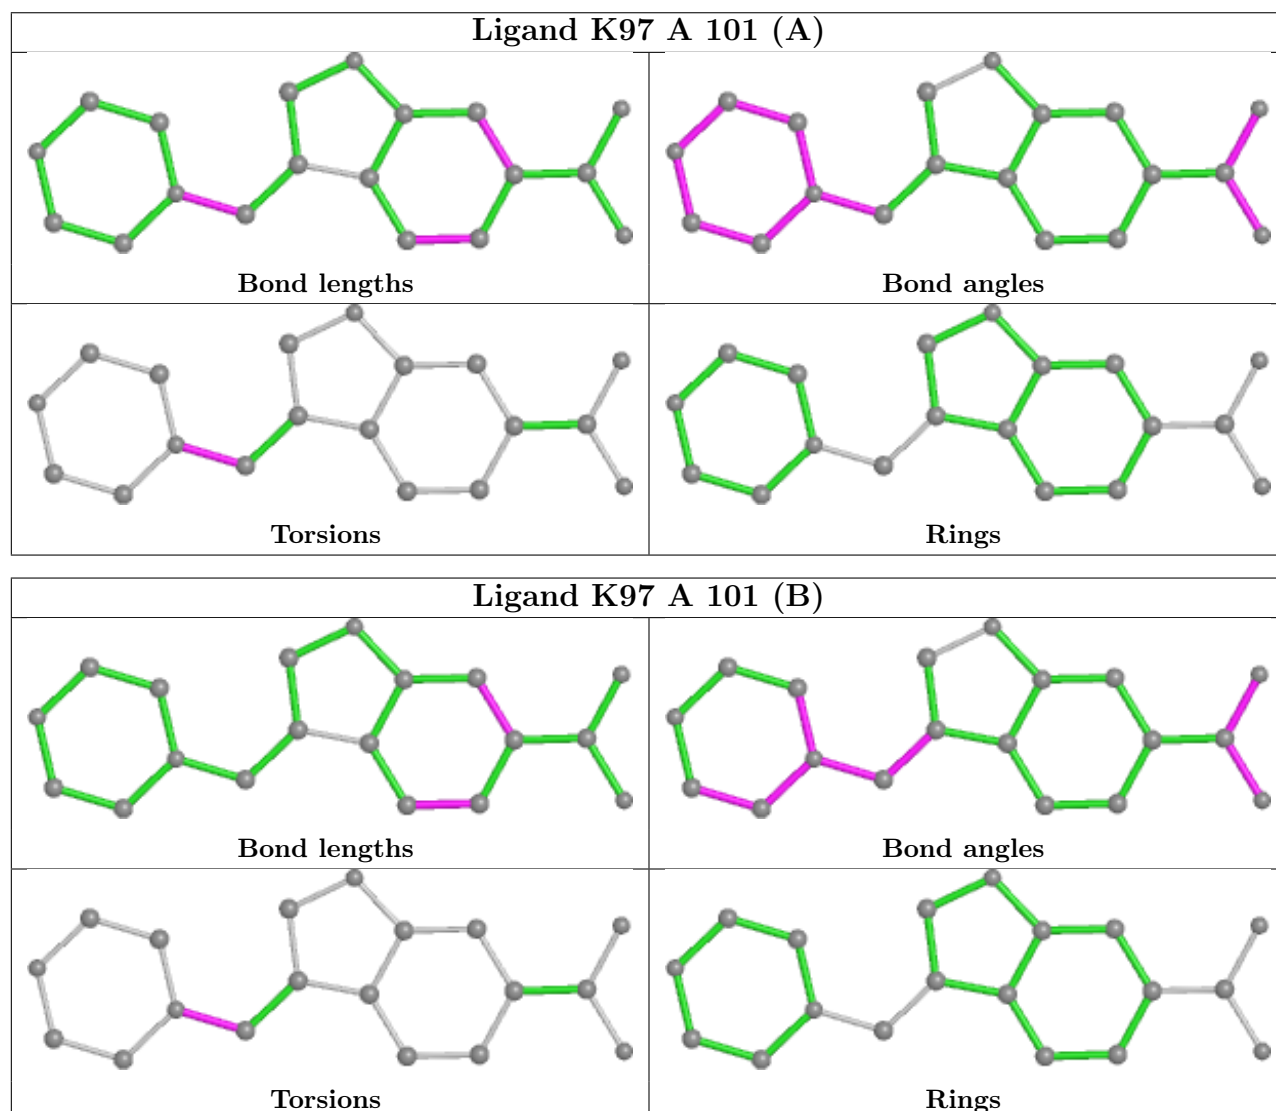 Ligand K97 A 101 (A)
Bond lengths
Bond angles
Torsions
Rings
Ligand K97 A 101 (B)
Bond lengths
Bond angles
Torsions
Rings